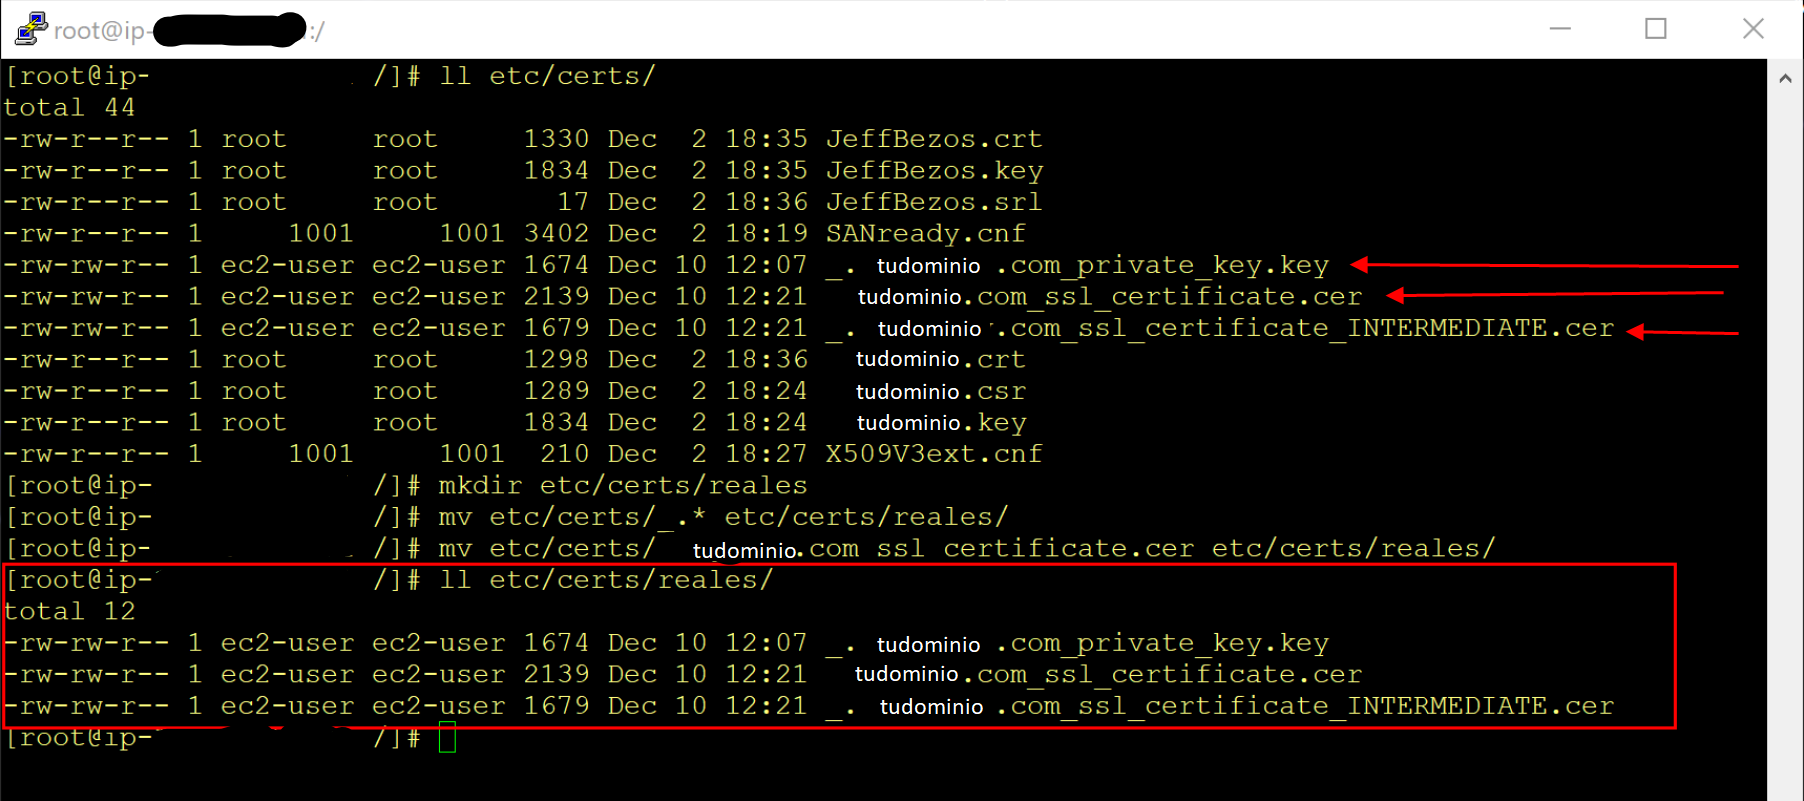 root@ip-:/
[root@ip- /]# ll etc/certs/
total 44
-rw-r--r-- 1 root root 1330 Dec 2 18:35 JeffBezos.crt
-rw-r--r-- 1 root root 1834 Dec 2 18:35 JeffBezos.key
-rw-r--r-- 1 root root 17 Dec 2 18:36 JeffBezos.srl
-rw-r--r-- 1 1001 1001 3402 Dec 2 18:19 SANready.cnf
-rw-rw-r-- 1 ec2-user ec2-user 1674 Dec 10 12:07 _. tudominio .com_private_key.key
-rw-rw-r-- 1 ec2-user ec2-user 2139 Dec 10 12:21 tudominio.com_ssl_certificate.cer
-rw-rw-r-- 1 ec2-user ec2-user 1679 Dec 10 12:21 _. tudominio .com_ssl_certificate_INTERMEDIATE.cer
-rw-r--r-- 1 root root 1298 Dec 2 18:36 tudominio.crt
-rw-r--r-- 1 root root 1289 Dec 2 18:24 tudominio.csr
-rw-r--r-- 1 root root 1834 Dec 2 18:24 tudominio.key
-rw-r--r-- 1 1001 1001 210 Dec 2 18:27 X509V3ext.cnf
[root@ip- /]# mkdir etc/certs/reales
[root@ip- /]# mv etc/certs/_.* etc/certs/reales/
[root@ip- /]# mv etc/certs/ tudominio.com ssl certificate.cer etc/certs/reales/
[root@ip- /]# ll etc/certs/reales/
total 12
-rw-rw-r-- 1 ec2-user ec2-user 1674 Dec 10 12:07 _. tudominio .com_private_key.key
-rw-rw-r-- 1 ec2-user ec2-user 2139 Dec 10 12:21 tudominio.com_ssl_certificate.cer
-rw-rw-r-- 1 ec2-user ec2-user 1679 Dec 10 12:21 _. tudominio .com_ssl_certificate_INTERMEDIATE.cer
[root@ip- /]#